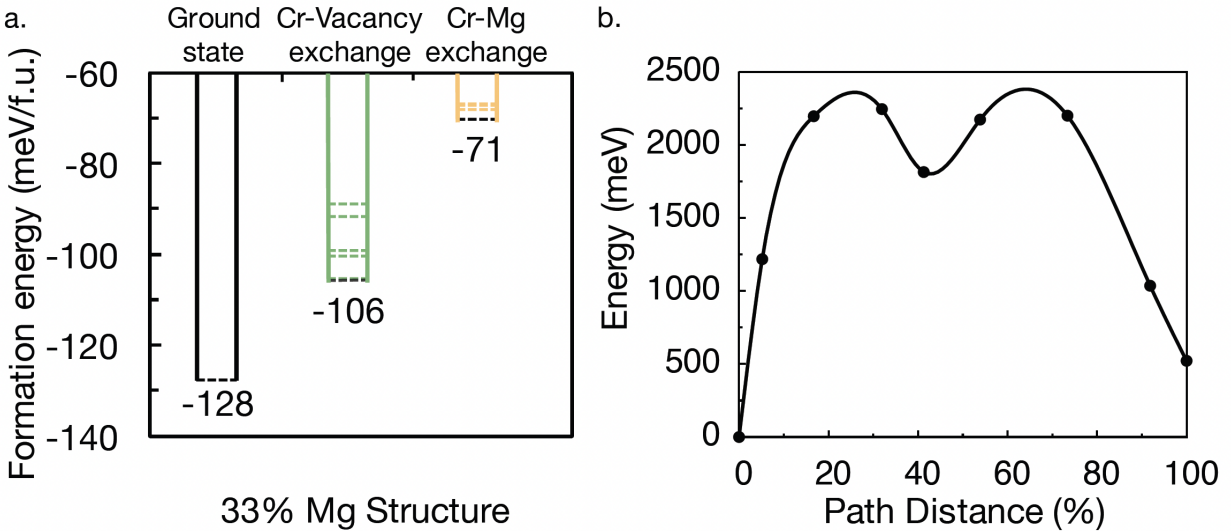 a.
Ground state
Cr-Vacancy exchange
Cr-Mg exchange
Formation energy (meV/f.u.)
-60
-80
-100
-120
-140
-128
-106
-71
33% Mg Structure
b.
Energy (meV)
2500
2000
1500
1000
500
0
0 20 40 60 80 100
Path Distance (%)